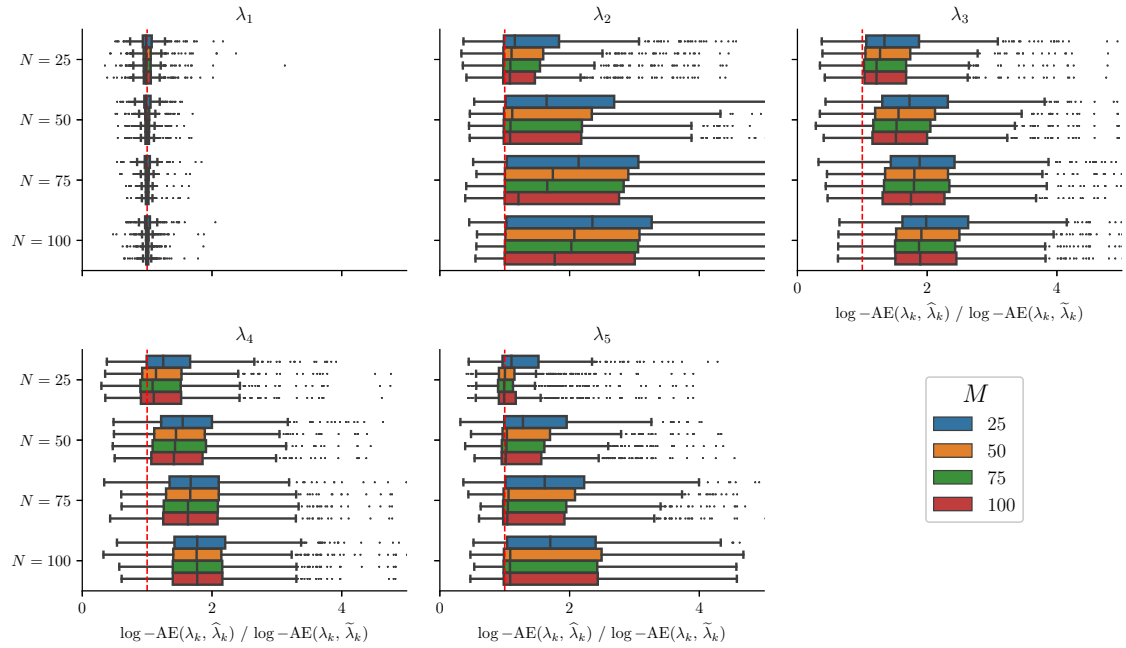 λ₁ λ₂ λ₃
N = 25
N = 50
N = 75
N = 100
0 2 4
log −AE(λₖ, λ̂ₖ) / log −AE(λₖ, λ̃ₖ)
λ₄ λ₅
N = 25
N = 50
N = 75
N = 100
M
25
50
75
100
0 2 4 0 2 4
log −AE(λₖ, λ̂ₖ) / log −AE(λₖ, λ̃ₖ) log −AE(λₖ, λ̂ₖ) / log −AE(λₖ, λ̃ₖ)